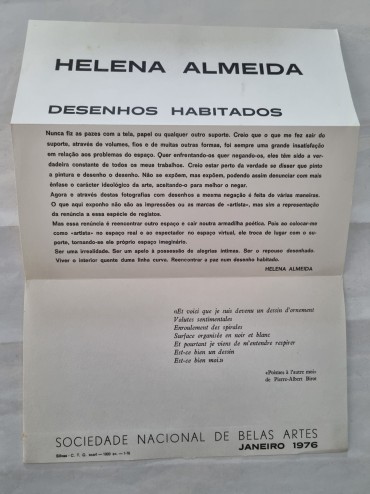 HELENA ALMEIDA
DESENHOS HABITADOS
Nunca fiz as pazes com a tela, papel ou qualquer outro suporte. Creio que o que me fez sair do
suporte, através de volumes, fios e de muitas outras formas, foi sempre uma grande insatisfação
em relação aos problemas do espaço. Quer enfrentando-os quer negando-os, eles têm sido a ver-
dadeira constante de todos os meus trabalhos. Creio estar perto da verdade se disser que pinto
a pintura e desenho o desenho. Não se expõem, mas expõem, podendo assim denunciar com mais
ênfase o carácter ideológico da arte, aceitando-o para melhor o negar.
Agora e através destas fotografias com desenhos a mesma negação é feita de várias maneiras.
O que aqui exponho não são as impressões ou as marcas de «artista», mas sim a representação
da renúncia a essa espécie de registos.
Mas essa renúncia é reencontrar outro espaço e cair noutra armadilha poética. Pois ao colocar-me
como «artista» no espaço real e ao espectador no espaço virtual, ele troca de lugar com o su-
porte, tornando-se ele próprio espaço imaginário.
Ser uma irrealidade. Ser um apelo à possessão de alegrias íntimas. Ser o repouso desenhado.
Viver o interior quente duma linha curva. Reencontrar a paz com desenho habitado.
HELENA ALMEIDA
«Et voici que je suis devenu un dessin d'ornement
Volutes sentimentales
Enroulement des spirales
Surface organisée en noir et blanc
Et pourtant je viens de m'entendre respirer
Est-ce bien un dessin
Est-ce bien moi.»
«Poèmes à l'autre moi»
de Pierre-Albert Birot
SOCIEDADE NACIONAL DE BELAS ARTES
JANEIRO 1976